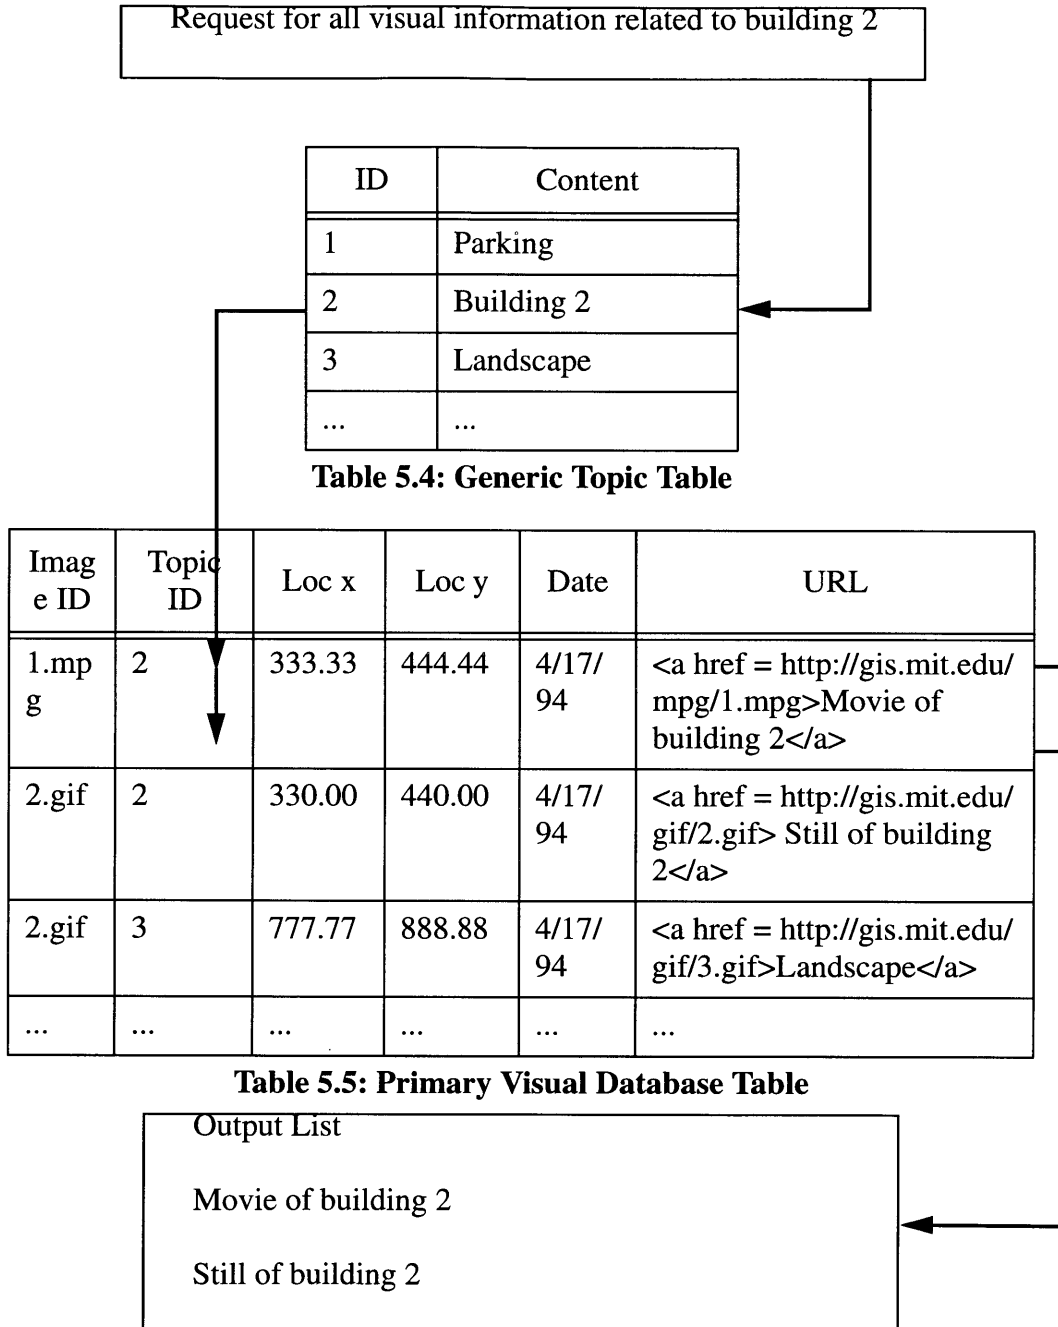 Request for all visual information related to building 2
ID Content
1 Parking
2 Building 2
3 Landscape
... ...
Table 5.4: Generic Topic Table
Imag
e ID
Topic
ID
Loc x
Loc y
Date
URL
1.mp
g
2
333.33
444.44
4/17/
94
<a href = http://gis.mit.edu/
mpg/1.mpg>Movie of
building 2</a>
2.gif
2
330.00
440.00
4/17/
94
<a href = http://gis.mit.edu/
gif/2.gif> Still of building
2</a>
2.gif
3
777.77
888.88
4/17/
94
<a href = http://gis.mit.edu/
gif/3.gif>Landscape</a>
... ... ... ... ... ...
Table 5.5: Primary Visual Database Table
Output List
Movie of building 2
Still of building 2